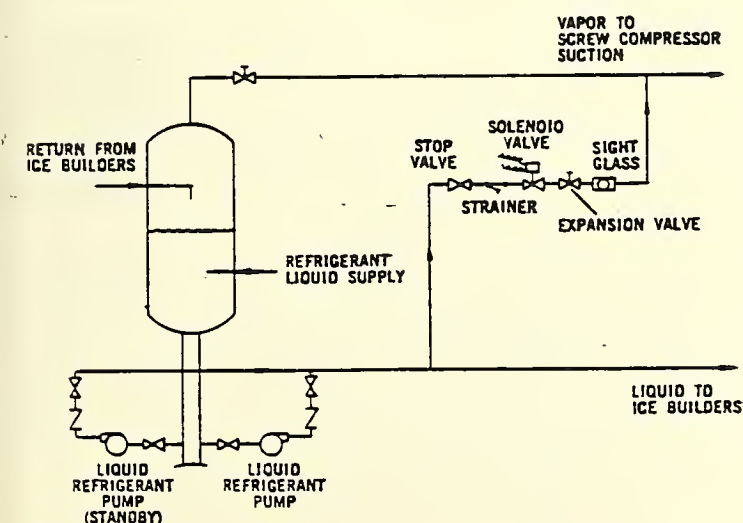 VAPOR TO
SCREW COMPRESSOR
SUCTION
RETURN FROM
ICE BUILDERS
STOP
VALVE
SOLENOID
VALVE
SIGHT
GLASS
STRAINER
EXPANSION VALVE
REFRIGERANT
LIQUID SUPPLY
LIQUID TO
ICE BUILDERS
LIQUID
REFRIGERANT
PUMP
(STANDBY)
LIQUID
REFRIGERANT
PUMP